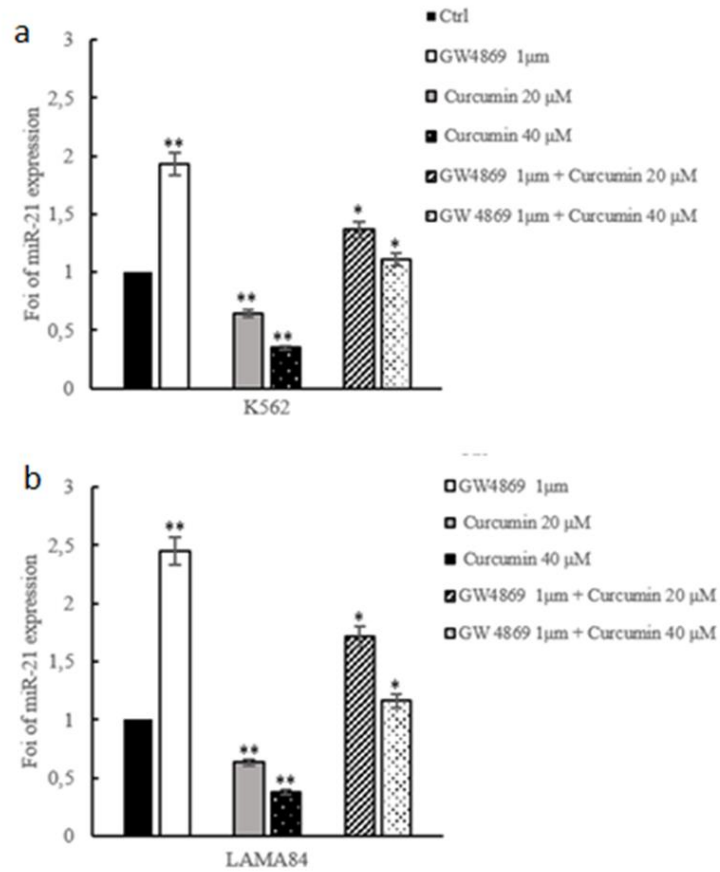 a
Foi of miR-21 expression
3
2,5
2
1,5
1
0,5
0
**
**
**
*
*
K562
Ctrl
GW4869 1μm
Curcumin 20 μM
Curcumin 40 μM
GW4869 1μm + Curcumin 20 μM
GW 4869 1μm + Curcumin 40 μM
b
Foi of miR-21 expression
3
2,5
2
1,5
1
0,5
0
**
**
**
*
*
LAMA84
GW4869 1μm
Curcumin 20 μM
Curcumin 40 μM
GW4869 1μm + Curcumin 20 μM
GW 4869 1μm + Curcumin 40 μM